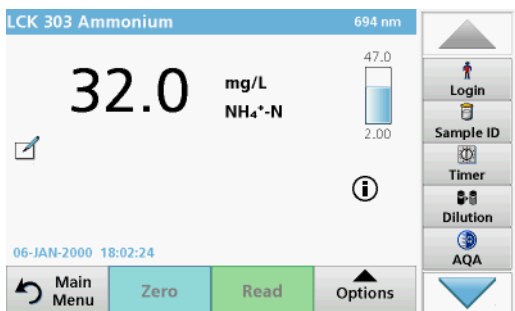 LCK 303 Ammonium 694 nm
47.0
32.0 mg/L
NH₄⁺-N
2.00
i
06-JAN-2000 18:02:24
Main
Menu
Zero
Read
Options
Login
Sample ID
Timer
Dilution
AQA